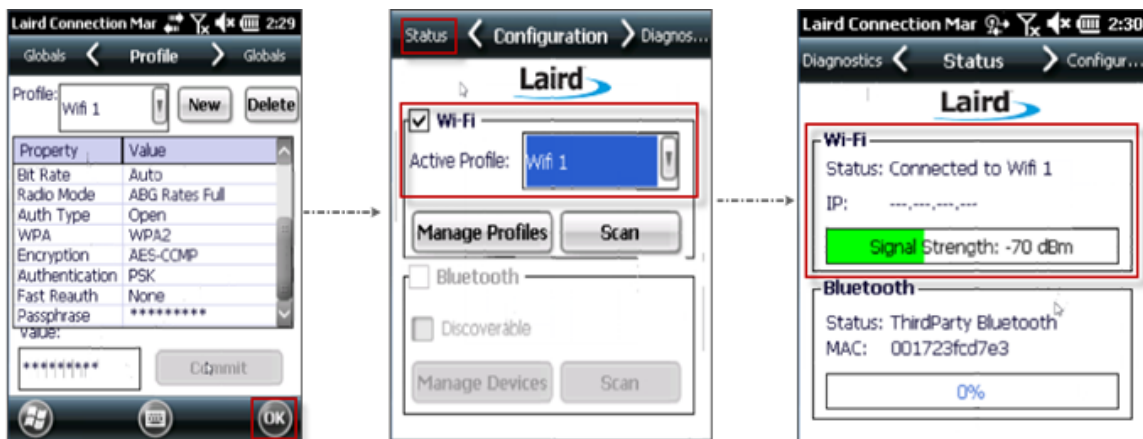 Laird Connection Mar 2:29
Globals Profile Globals
Profile: Wifi 1 New Delete
Property Value
Bit Rate Auto
Radio Mode ABG Rates Full
Auth Type Open
WPA WPA2
Encryption AES-CCMP
Authentication PSK
Fast Reauth None
Passphrase *********
Value:
********* Commit
OK
Status Configuration Diagnos...
Laird
Wi-Fi
Active Profile: Wifi 1
Manage Profiles Scan
Bluetooth
Discoverable
Manage Devices Scan
Laird Connection Mar 2:30
Diagnostics Status Configur...
Laird
Wi-Fi
Status: Connected to Wifi 1
IP: ---.---.---.---
Signal Strength: -70 dBm
Bluetooth
Status: ThirdParty Bluetooth
MAC: 001723fcd7e3
0%